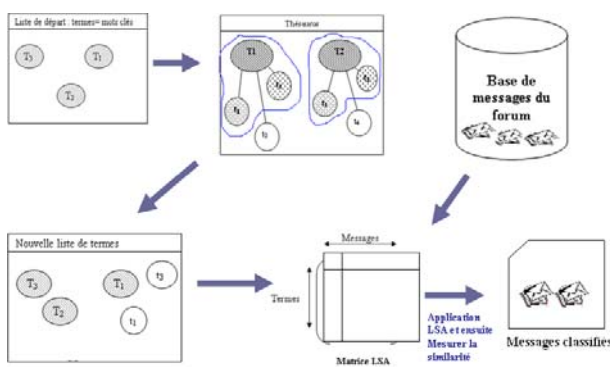 Liste de départ : termes= mots clés
T3
T1
T2
Thésaurus
T1
T2
t2
t4
Base de
messages du
forum
Nouvelle liste de termes
T3
T1
t3
T2
t1
Messages
Termes
Matrice LSA
Application
LSA et ensuite
Mesurer la
similarité
Messages classifiés